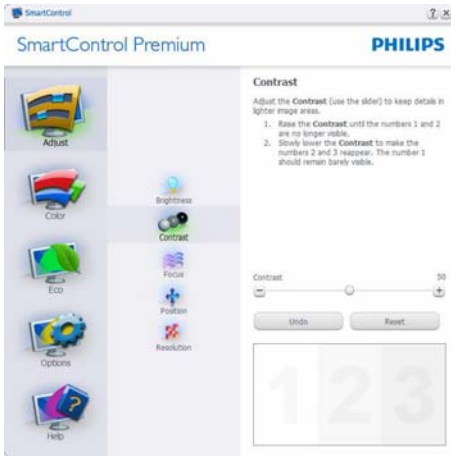 SmartControl
? x
SmartControl Premium
PHILIPS
Adjust
Color
Eco
Options
Help
Brightness
Contrast
Focus
Position
Resolution
Contrast
Adjust the Contrast (use the slider) to keep details in
lighter image areas.
1. Raise the Contrast until the numbers 1 and 2
are no longer visible.
2. Slowly lower the Contrast to make the
numbers 2 and 3 reappear. The number 1
should remain barely visible.
Contrast 50
Undo Reset
1 2 3